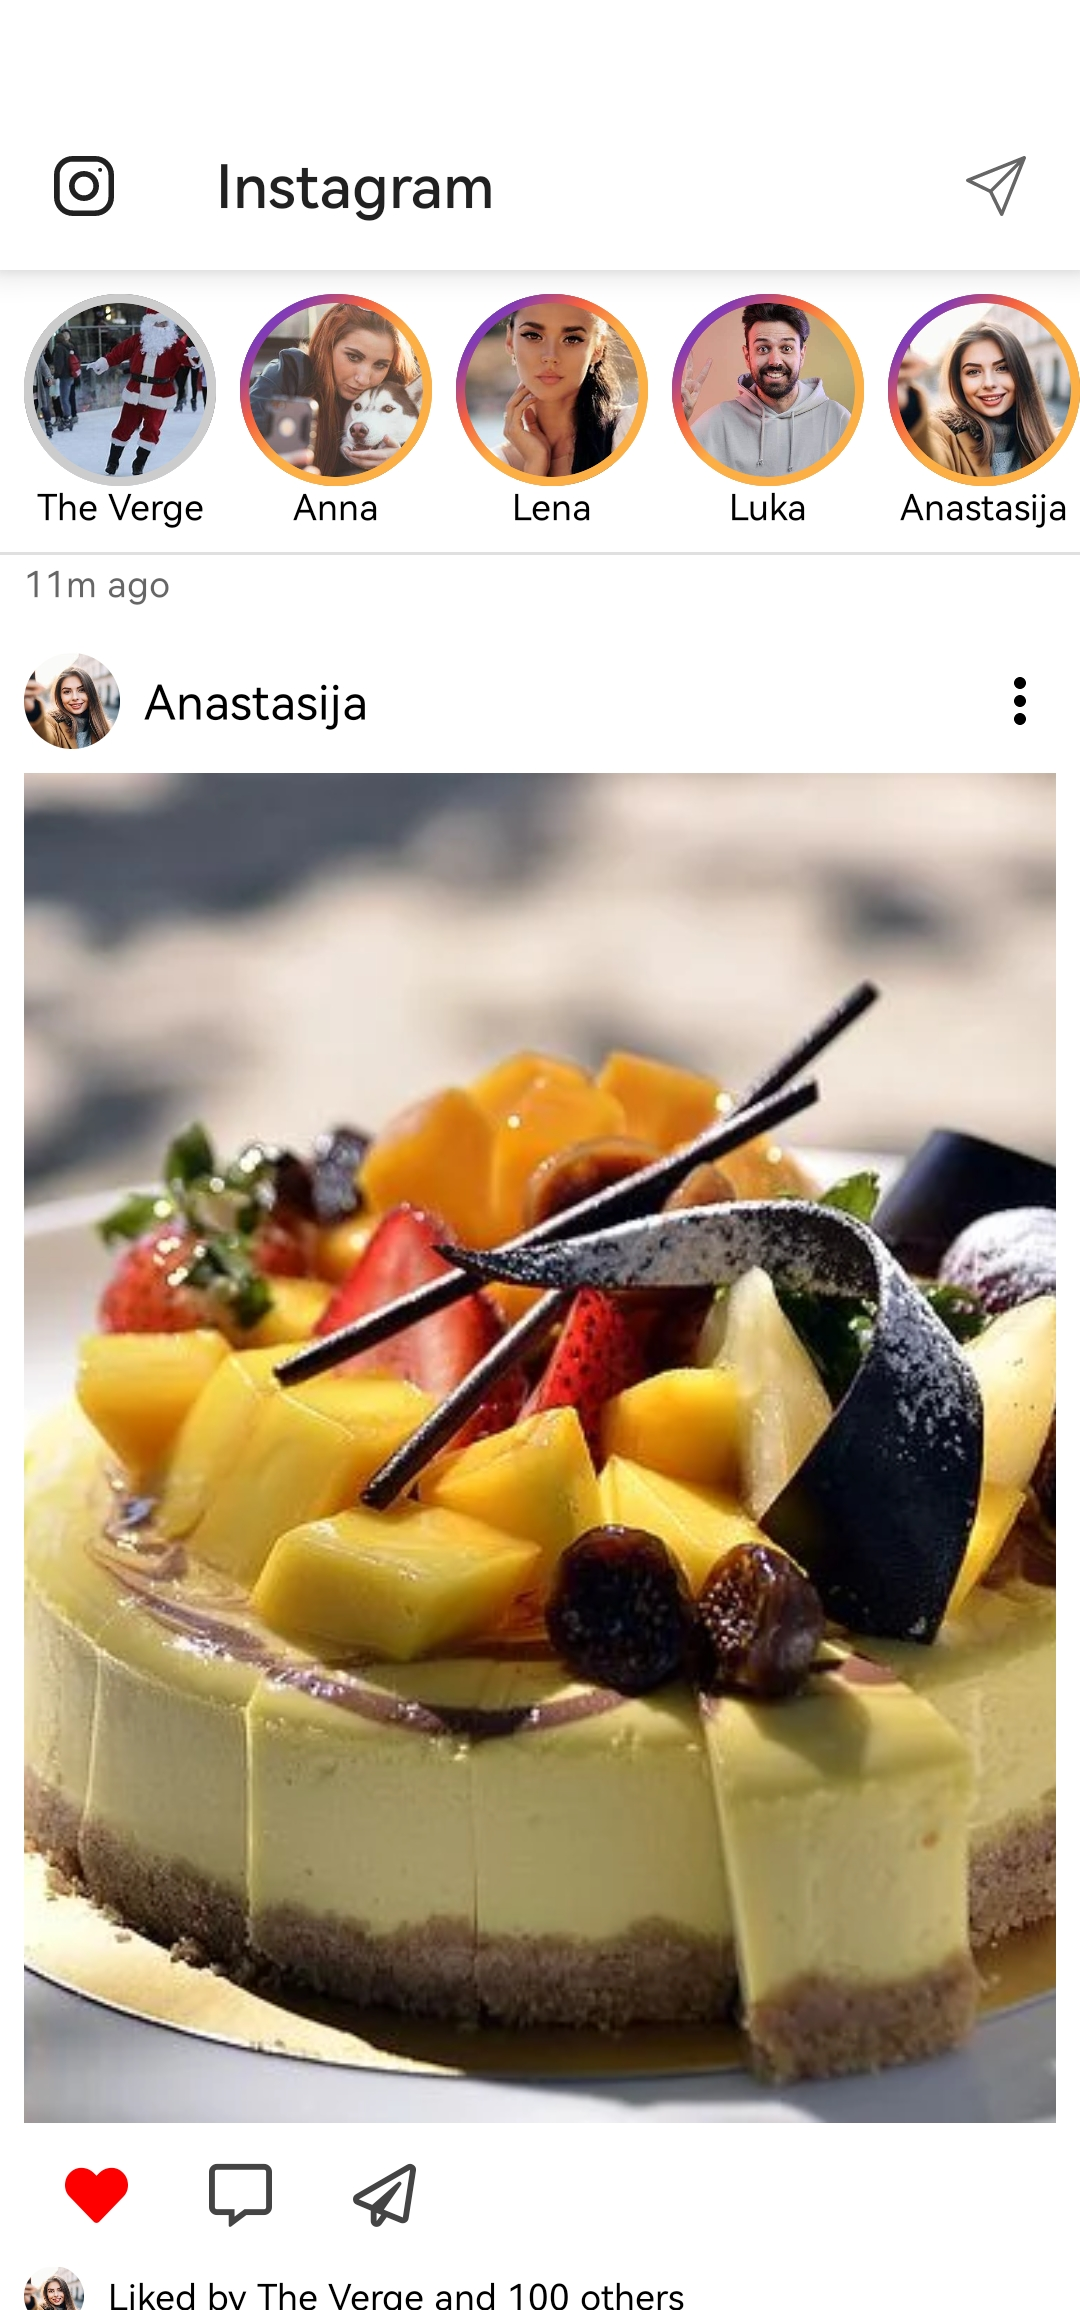 Instagram
The Verge
Anna
Lena
Luka
Anastasija
11m ago
Anastasija
Liked by The Verge and 100 others